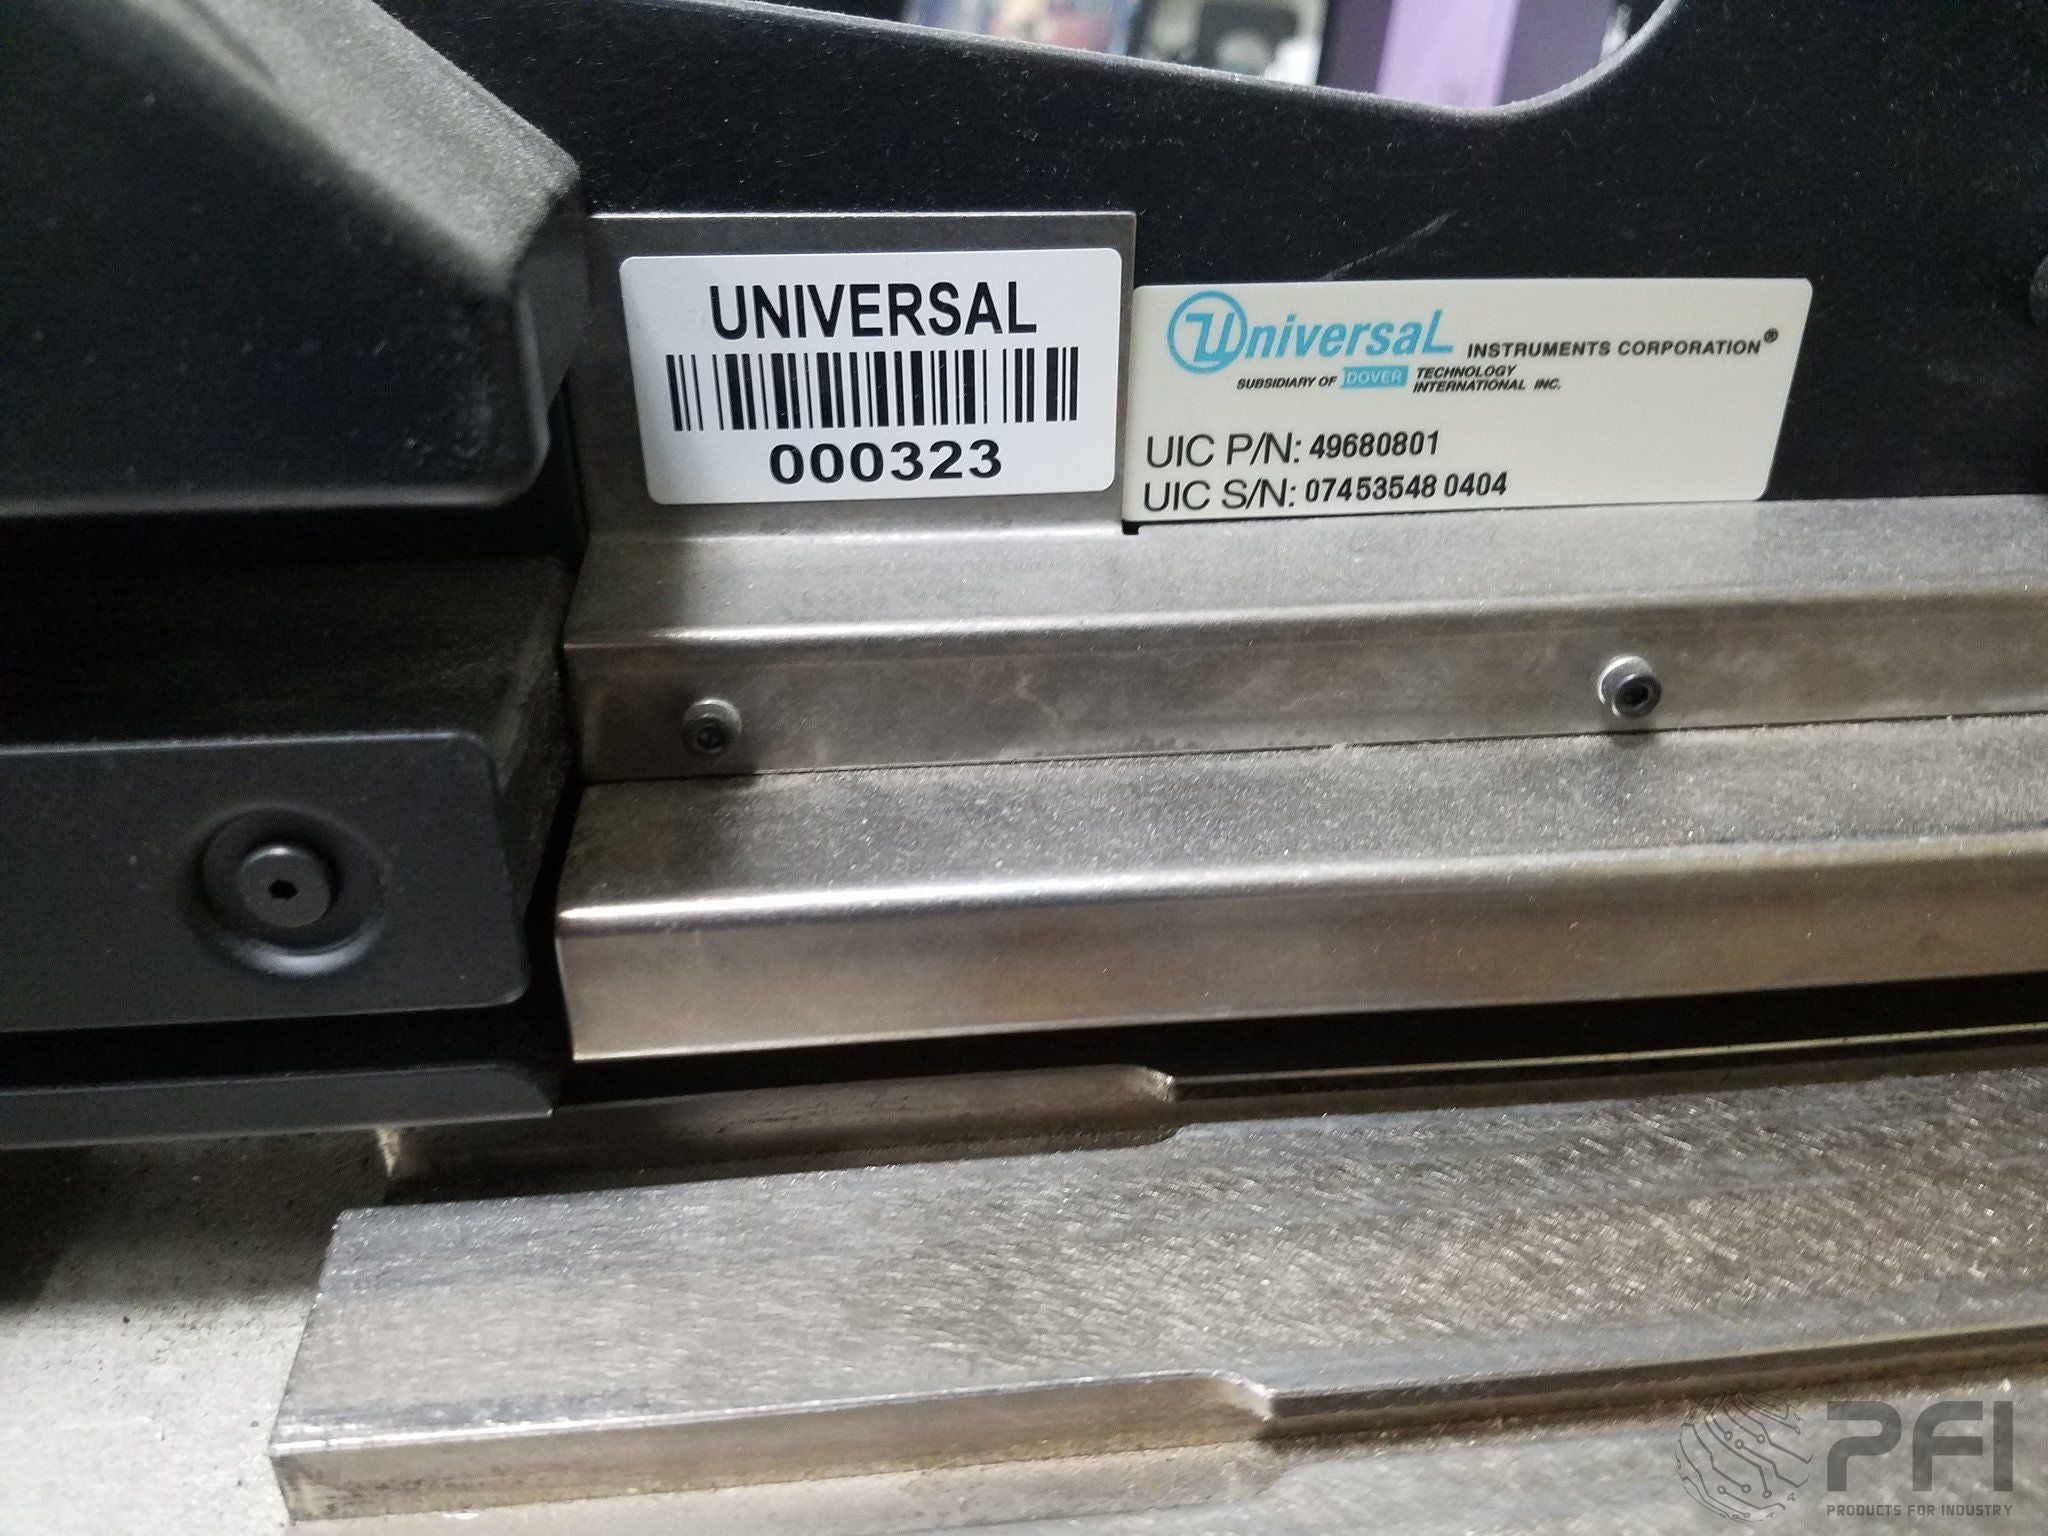 UNIVERSAL
000323
Universal INSTRUMENTS CORPORATION®
SUBSIDIARY OF DOVER TECHNOLOGY INTERNATIONAL INC.
UIC P/N: 49680801
UIC S/N: 07453548 0404
PFI
PRODUCTS FOR INDUSTRY